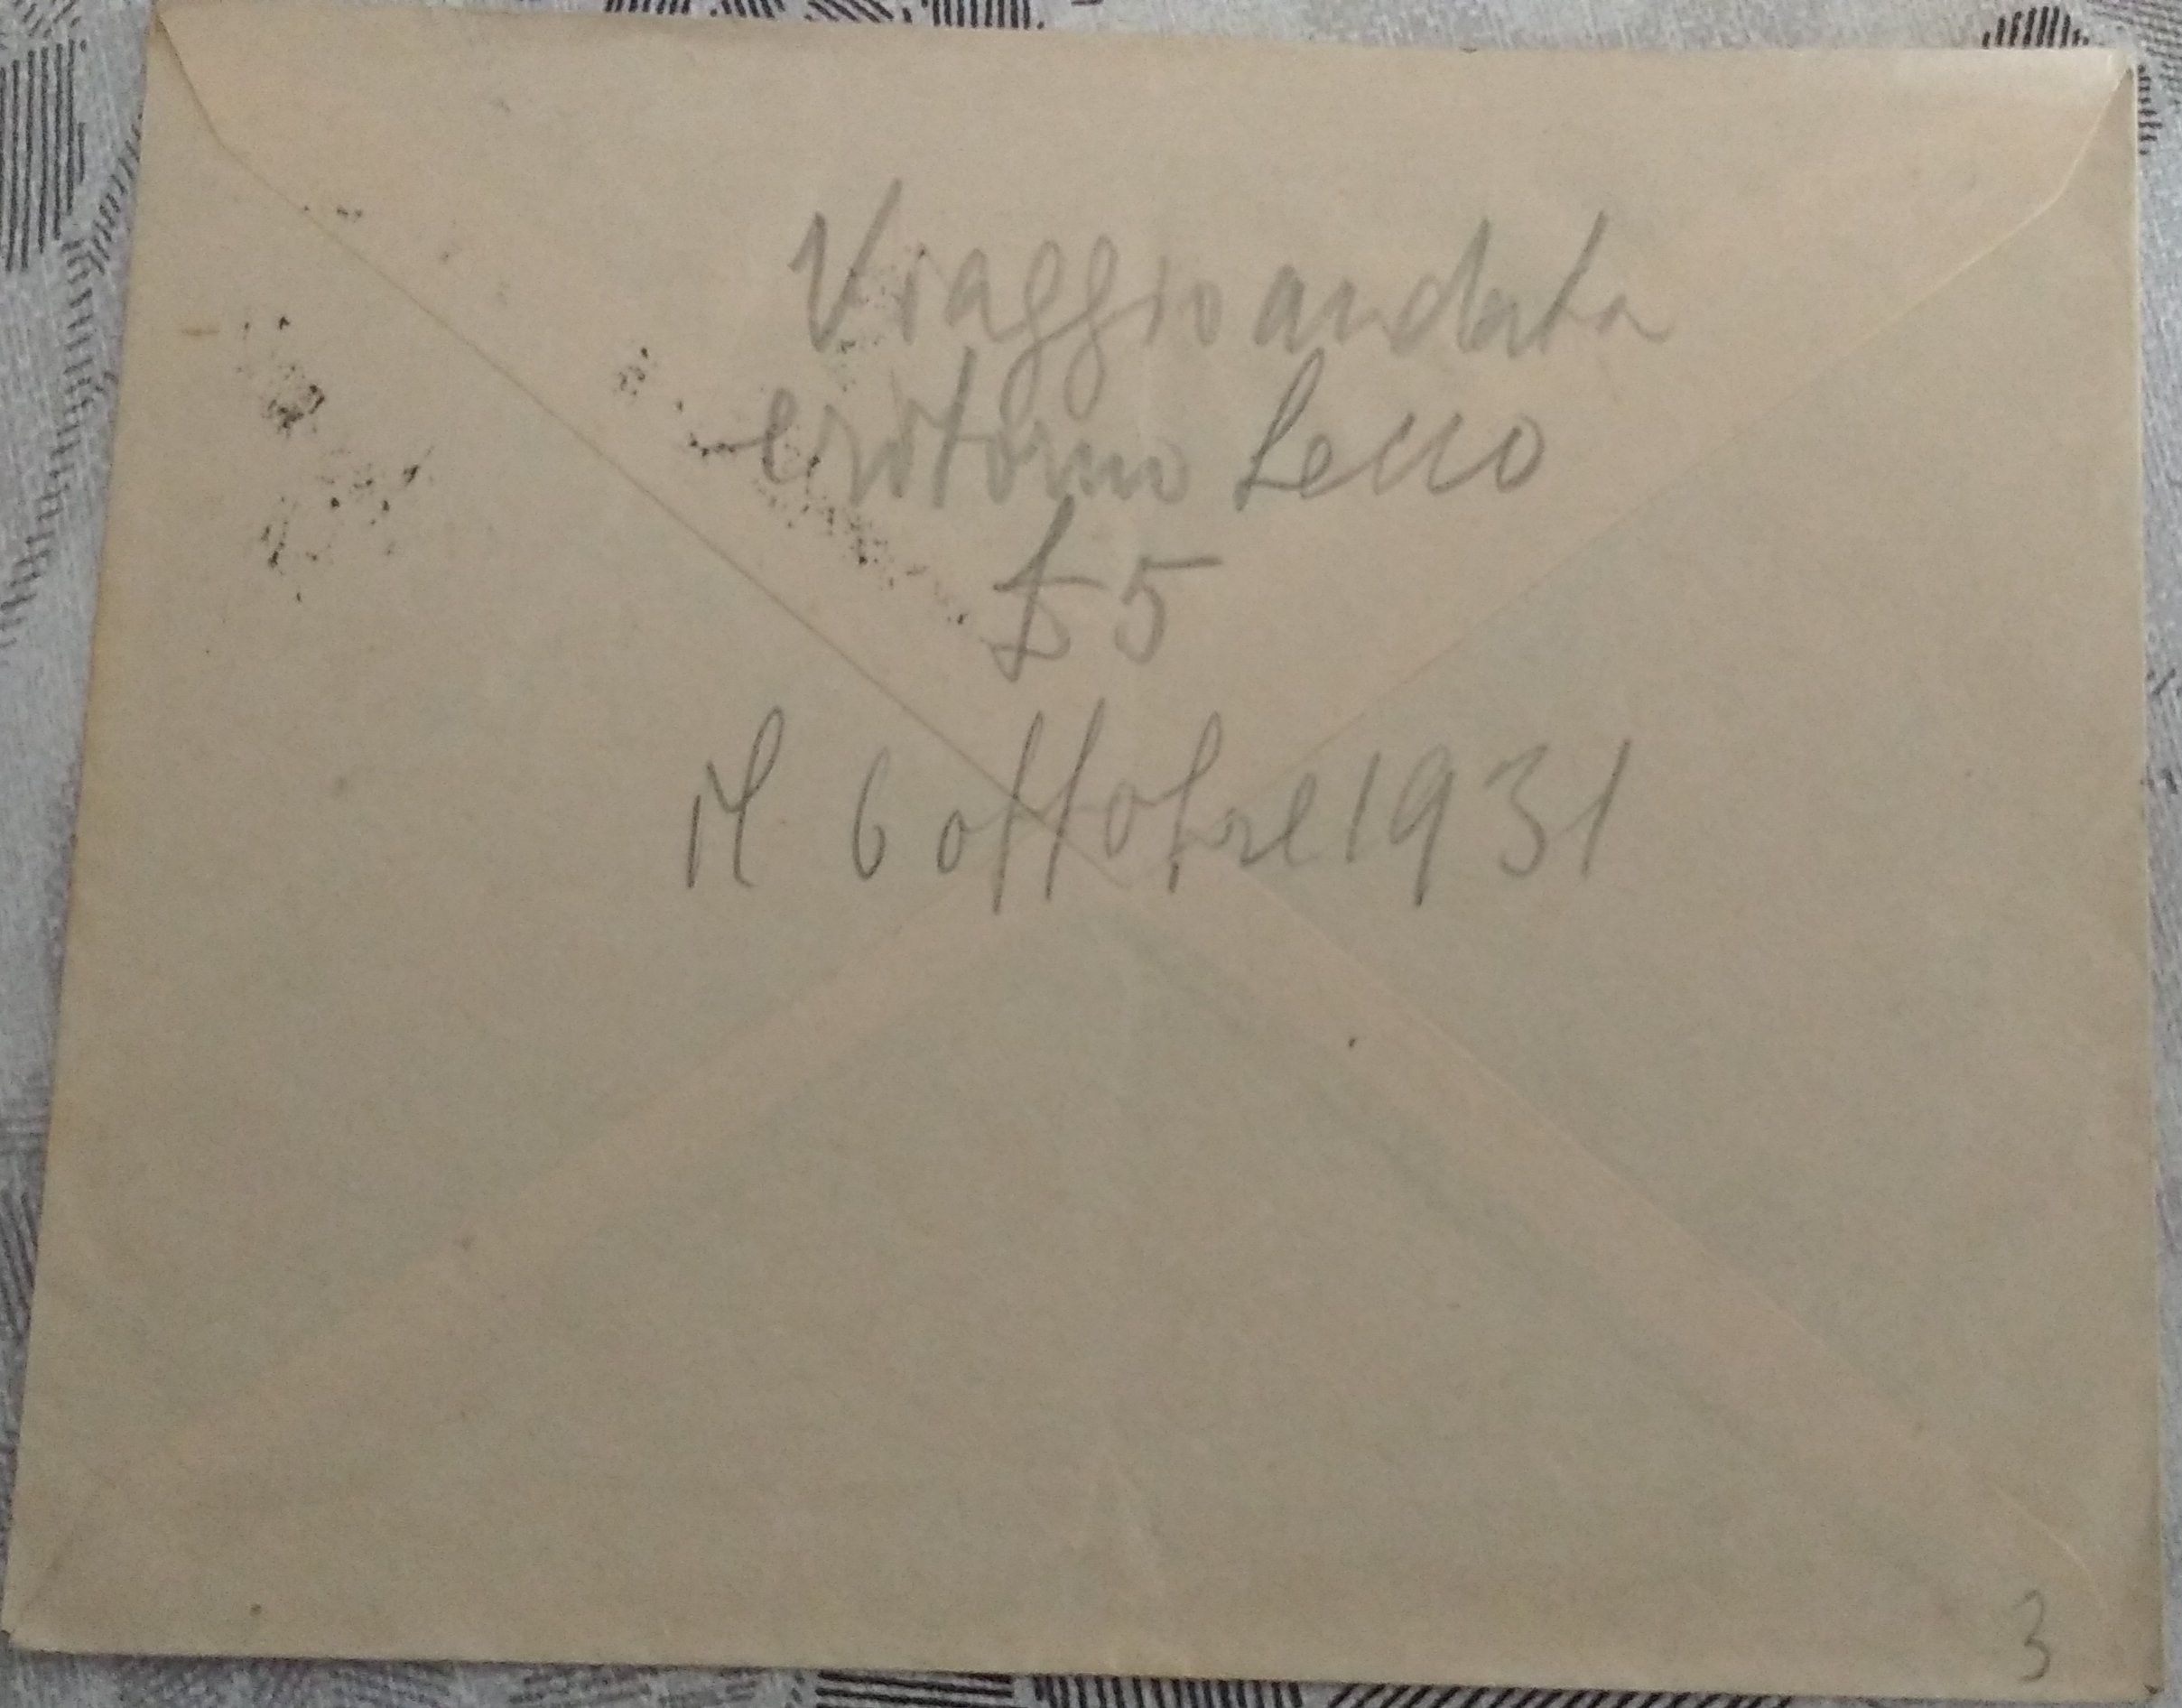 Viaggio andata
e ritorno Lecco
£ 5
il 6 ottobre 1931
3